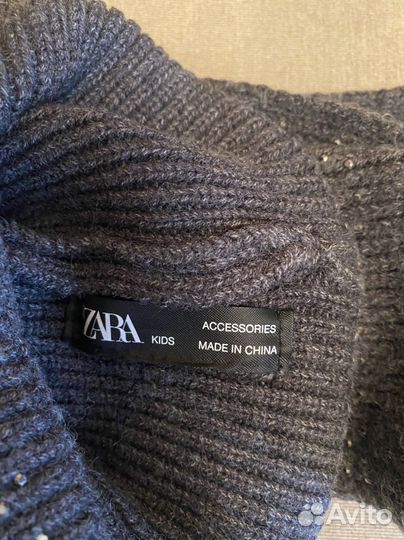 ZARA KIDS
ACCESSORIES
MADE IN CHINA
Avito